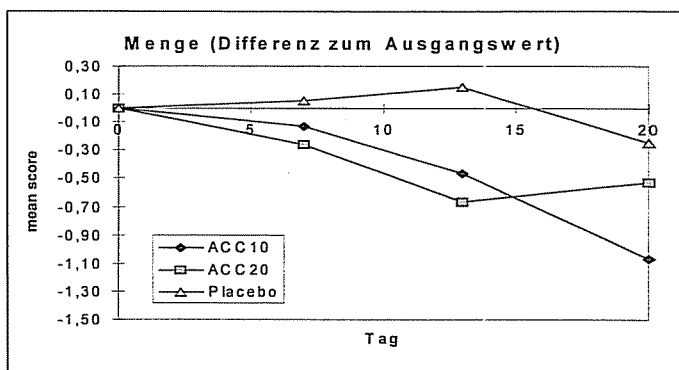 Menge (Differenz zum Ausgangswert)
0,30
0,10
-0,10
-0,30
-0,50
-0,70
-0,90
-1,10
-1,30
-1,50
0
5
10
15
20
mean score
ACC10
ACC20
Placebo
Tag